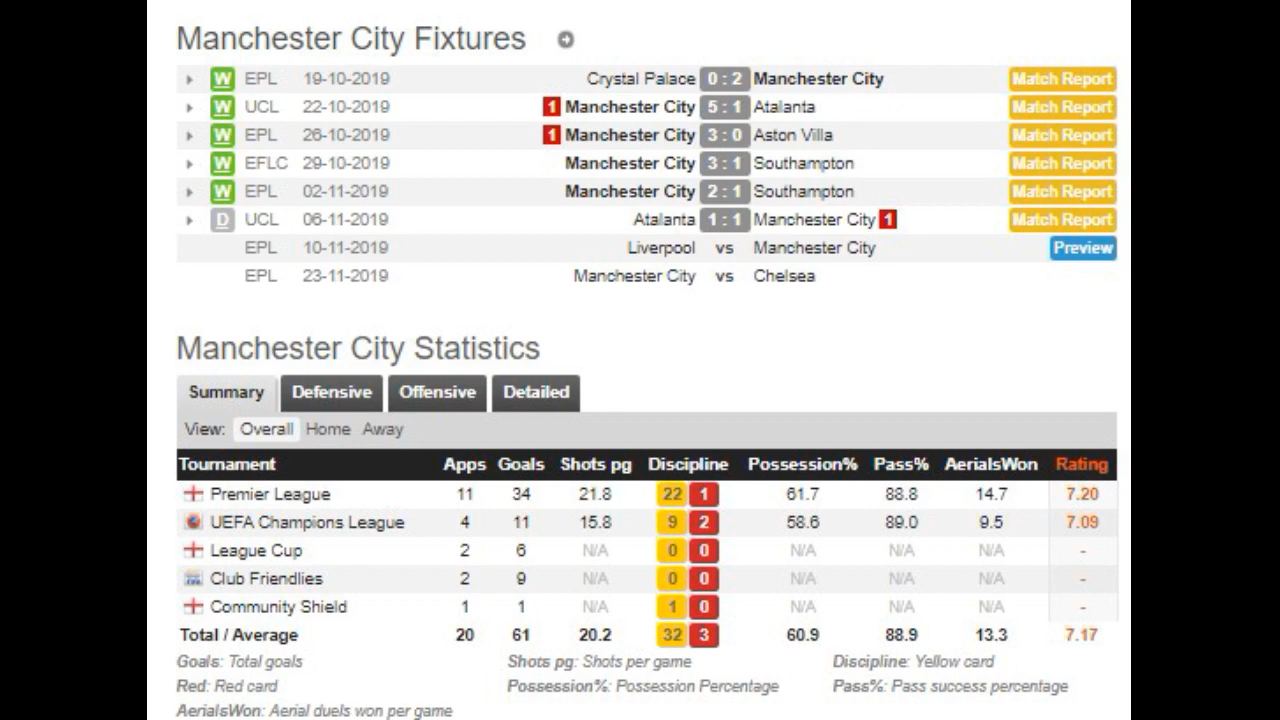 Manchester City Fixtures
W EPL 19-10-2019 Crystal Palace 0 : 2 Manchester City Match Report
W UCL 22-10-2019 1 Manchester City 5 : 1 Atalanta Match Report
W EPL 26-10-2019 1 Manchester City 3 : 0 Aston Villa Match Report
W EFLC 29-10-2019 Manchester City 3 : 1 Southampton Match Report
W EPL 02-11-2019 Manchester City 2 : 1 Southampton Match Report
D UCL 06-11-2019 Atalanta 1 : 1 Manchester City 1 Match Report
EPL 10-11-2019 Liverpool vs Manchester City Preview
EPL 23-11-2019 Manchester City vs Chelsea
Manchester City Statistics
Summary Defensive Offensive Detailed
View: Overall Home Away
Tournament Apps Goals Shots pg Discipline Possession% Pass% AerialsWon Rating
Premier League 11 34 21.8 22 1 61.7 88.8 14.7 7.20
UEFA Champions League 4 11 15.8 9 2 58.6 89.0 9.5 7.09
League Cup 2 6 N/A 0 0 N/A N/A N/A -
Club Friendlies 2 9 N/A 0 0 N/A N/A N/A -
Community Shield 1 1 N/A 1 0 N/A N/A N/A -
Total / Average 20 61 20.2 32 3 60.9 88.9 13.3 7.17
Goals: Total goals Shots pg: Shots per game Discipline: Yellow card
Red: Red card Possession%: Possession Percentage Pass%: Pass success percentage
AerialsWon: Aerial duels won per game